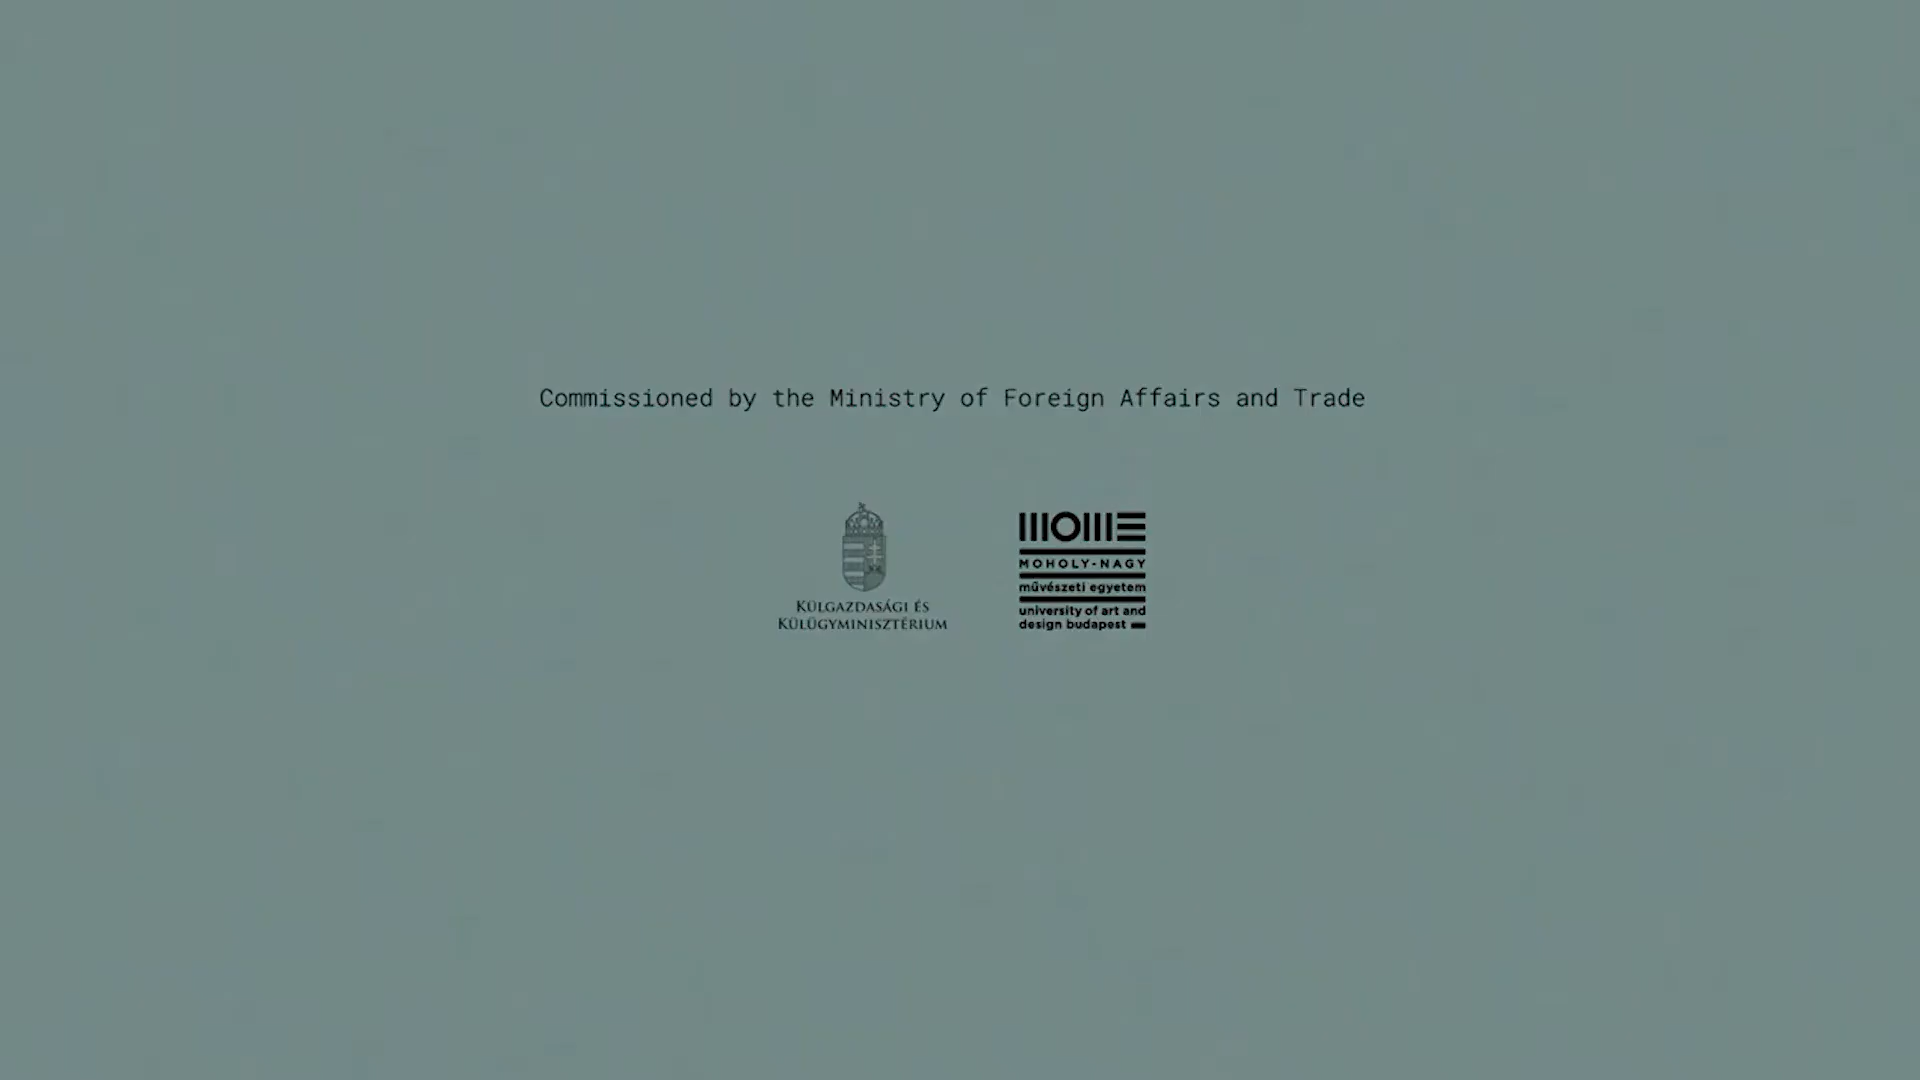 Commissioned by the Ministry of Foreign Affairs and Trade
KÜLGAZDASÁGI ÉS
KÜLÜGYMINISZTÉRIUM
MOME
MOHOLY-NAGY
művészeti egyetem
university of art and
design budapest